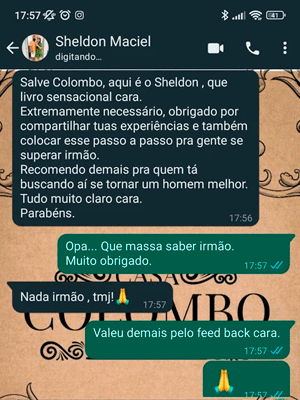 17:57
41
Sheldon Maciel
digitando...
Salve Colombo, aqui é o Sheldon , que
livro sensacional cara.
Extremamente necessário, obrigado por
compartilhar tuas experiências e também
colocar esse passo a passo pra gente se
superar irmão.
Recomendo demais pra quem tá
buscando aí se tornar um homem melhor.
Tudo muito claro cara.
Parabéns.
17:56
Opa... Que massa saber irmão.
Muito obrigado.
17:57
CASA
Nada irmão , tmj!🙏
17:57
COLOMBO
Valeu demais pelo feed back cara.
17:57
🙏
17:57